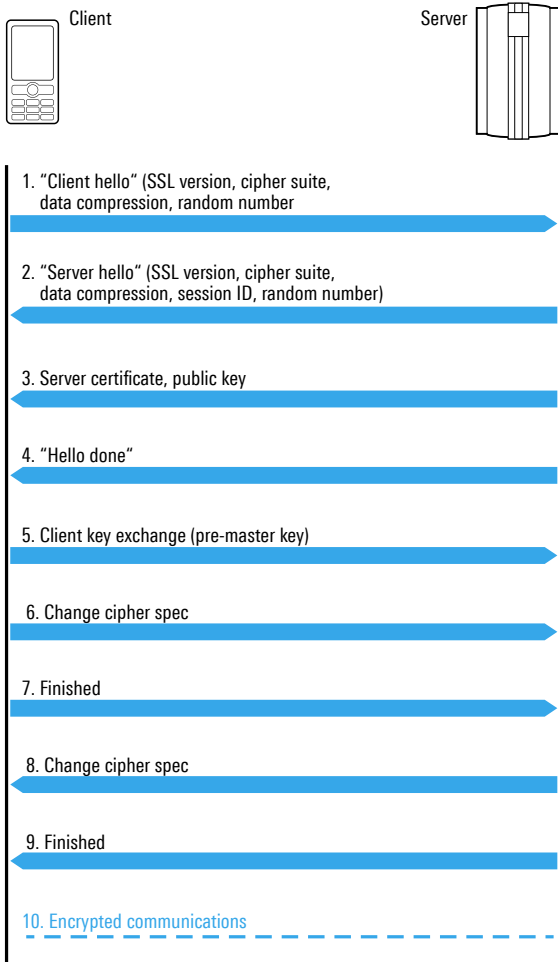 Client
Server
1. “Client hello“ (SSL version, cipher suite,
data compression, random number
2. “Server hello“ (SSL version, cipher suite,
data compression, session ID, random number)
3. Server certificate, public key
4. “Hello done“
5. Client key exchange (pre-master key)
6. Change cipher spec
7. Finished
8. Change cipher spec
9. Finished
10. Encrypted communications